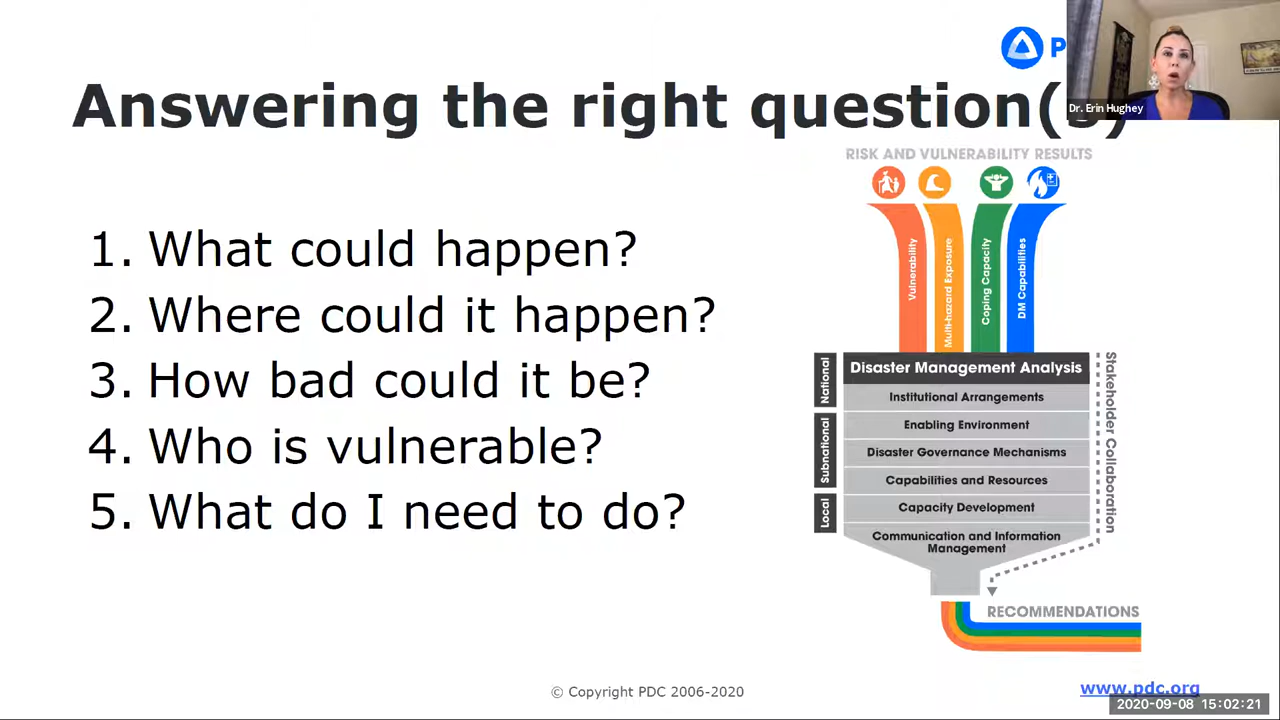 P
Dr. Erin Hughey
Answering the right question(s)
RISK AND VULNERABILITY RESULTS
1. What could happen?
2. Where could it happen?
3. How bad could it be?
4. Who is vulnerable?
5. What do I need to do?
Vulnerability
Multi-hazard Exposure
Coping Capacity
DM Capabilities
National
Subnational
Local
Disaster Management Analysis
Institutional Arrangements
Enabling Environment
Disaster Governance Mechanisms
Capabilities and Resources
Capacity Development
Communication and Information
Management
Stakeholder Collaboration
RECOMMENDATIONS
© Copyright PDC 2006-2020
www.pdc.org
2020-09-08 15:02:21